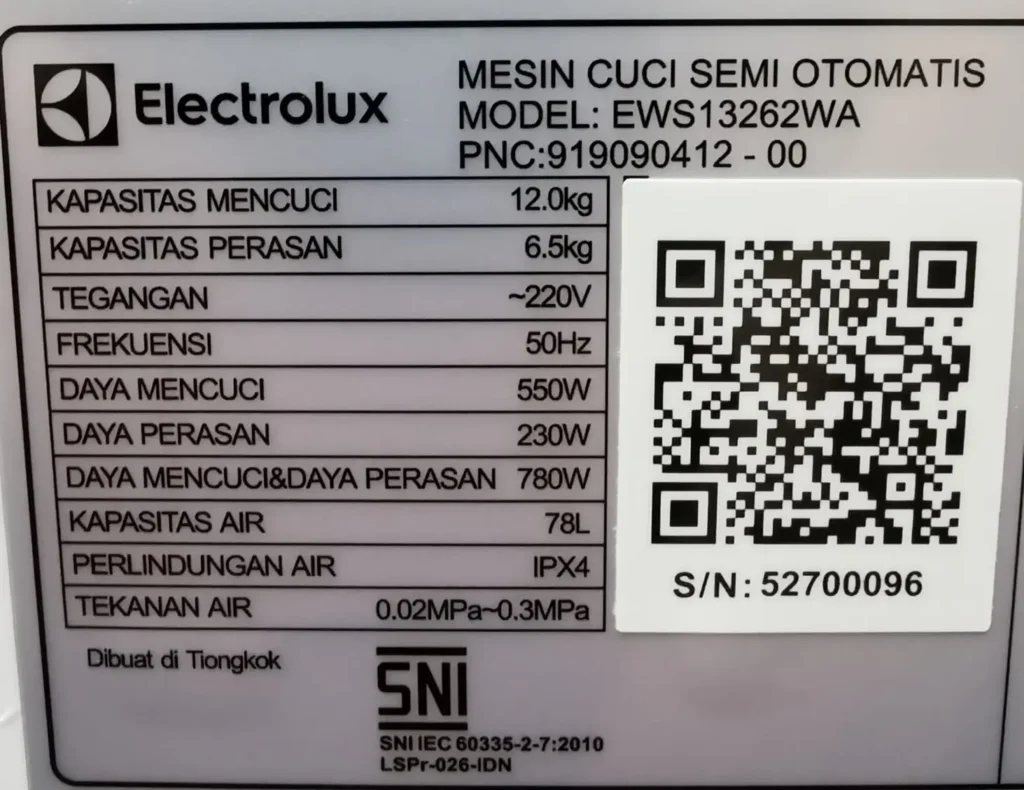 Electrolux
MESIN CUCI SEMI OTOMATIS
MODEL: EWS13262WA
PNC:919090412 - 00
KAPASITAS MENCUCI 12.0kg
KAPASITAS PERASAN 6.5kg
TEGANGAN ~220V
FREKUENSI 50Hz
DAYA MENCUCI 550W
DAYA PERASAN 230W
DAYA MENCUCI&DAYA PERASAN 780W
KAPASITAS AIR 78L
PERLINDUNGAN AIR IPX4
TEKANAN AIR 0.02MPa~0.3MPa
S/N: 52700096
Dibuat di Tiongkok
SNI
SNI IEC 60335-2-7:2010
LSPr-026-IDN